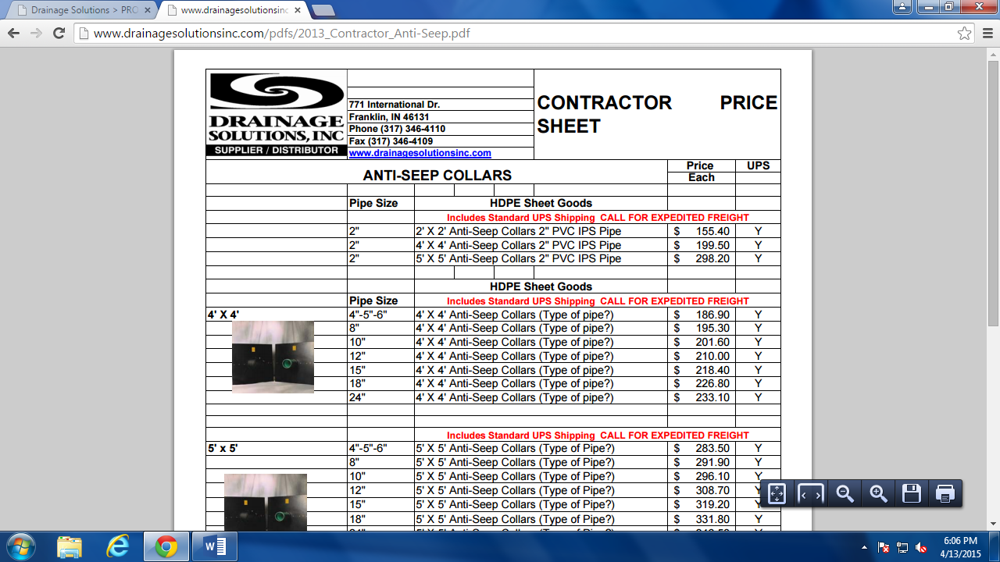 Drainage Solutions > PRO
www.drainagesolutionsinc
www.drainagesolutionsinc.com/pdfs/2013_Contractor_Anti-Seep.pdf
DRAINAGE
SOLUTIONS, INC
SUPPLIER / DISTRIBUTOR
771 International Dr.
Franklin, IN 46131
Phone (317) 346-4110
Fax (317) 346-4109
www.drainagesolutionsinc.com
CONTRACTOR PRICE
SHEET
ANTI-SEEP COLLARS
Price UPS
Each
Pipe Size HDPE Sheet Goods
Includes Standard UPS Shipping CALL FOR EXPEDITED FREIGHT
2" 2' X 2' Anti-Seep Collars 2" PVC IPS Pipe $ 155.40 Y
2" 4' X 4' Anti-Seep Collars 2" PVC IPS Pipe $ 199.50 Y
2" 5' X 5' Anti-Seep Collars 2" PVC IPS Pipe $ 298.20 Y
HDPE Sheet Goods
Pipe Size Includes Standard UPS Shipping CALL FOR EXPEDITED FREIGHT
4' X 4' 4"-5"-6" 4' X 4' Anti-Seep Collars (Type of pipe?) $ 186.90 Y
8" 4' X 4' Anti-Seep Collars (Type of pipe?) $ 195.30 Y
10" 4' X 4' Anti-Seep Collars (Type of pipe?) $ 201.60 Y
12" 4' X 4' Anti-Seep Collars (Type of pipe?) $ 210.00 Y
15" 4' X 4' Anti-Seep Collars (Type of pipe?) $ 218.40 Y
18" 4' X 4' Anti-Seep Collars (Type of pipe?) $ 226.80 Y
24" 4' X 4' Anti-Seep Collars (Type of pipe?) $ 233.10 Y
Includes Standard UPS Shipping CALL FOR EXPEDITED FREIGHT
5' x 5' 4"-5"-6" 5' X 5' Anti-Seep Collars (Type of Pipe?) $ 283.50 Y
8" 5' X 5' Anti-Seep Collars (Type of Pipe?) $ 291.90 Y
10" 5' X 5' Anti-Seep Collars (Type of Pipe?) $ 296.10 Y
12" 5' X 5' Anti-Seep Collars (Type of Pipe?) $ 308.70 Y
15" 5' X 5' Anti-Seep Collars (Type of Pipe?) $ 319.20
18" 5' X 5' Anti-Seep Collars (Type of Pipe?) $ 331.80 Y
6:06 PM
4/13/2015